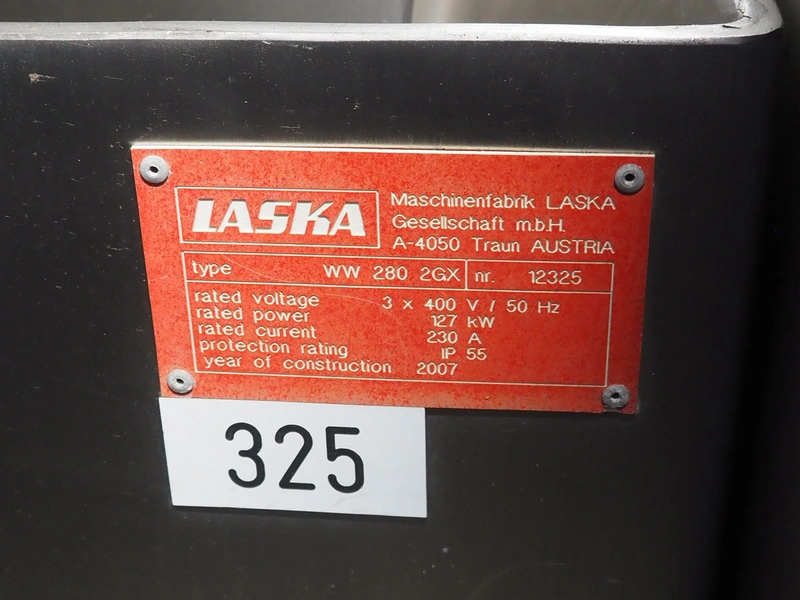 LASKA
Maschinenfabrik LASKA
Gesellschaft m.b.H.
A-4050 Traun AUSTRIA
type WW 280 2GX nr. 12325
rated voltage 3 x 400 V / 50 Hz
rated power 127 kW
rated current 230 A
protection rating IP 55
year of construction 2007
325